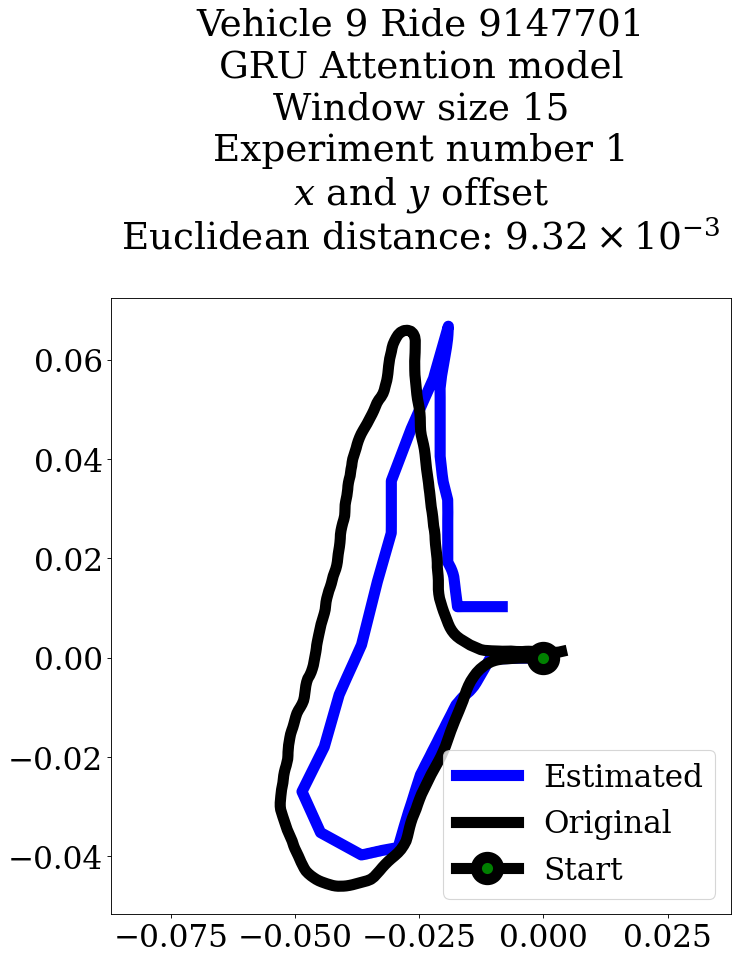 Vehicle 9 Ride 9147701
GRU Attention model
Window size 15
Experiment number 1
x and y offset
Euclidean distance: 9.32 × 10⁻³
0.06
0.04
0.02
0.00
−0.02
−0.04
Estimated
Original
Start
−0.075 −0.050 −0.025 0.000 0.025